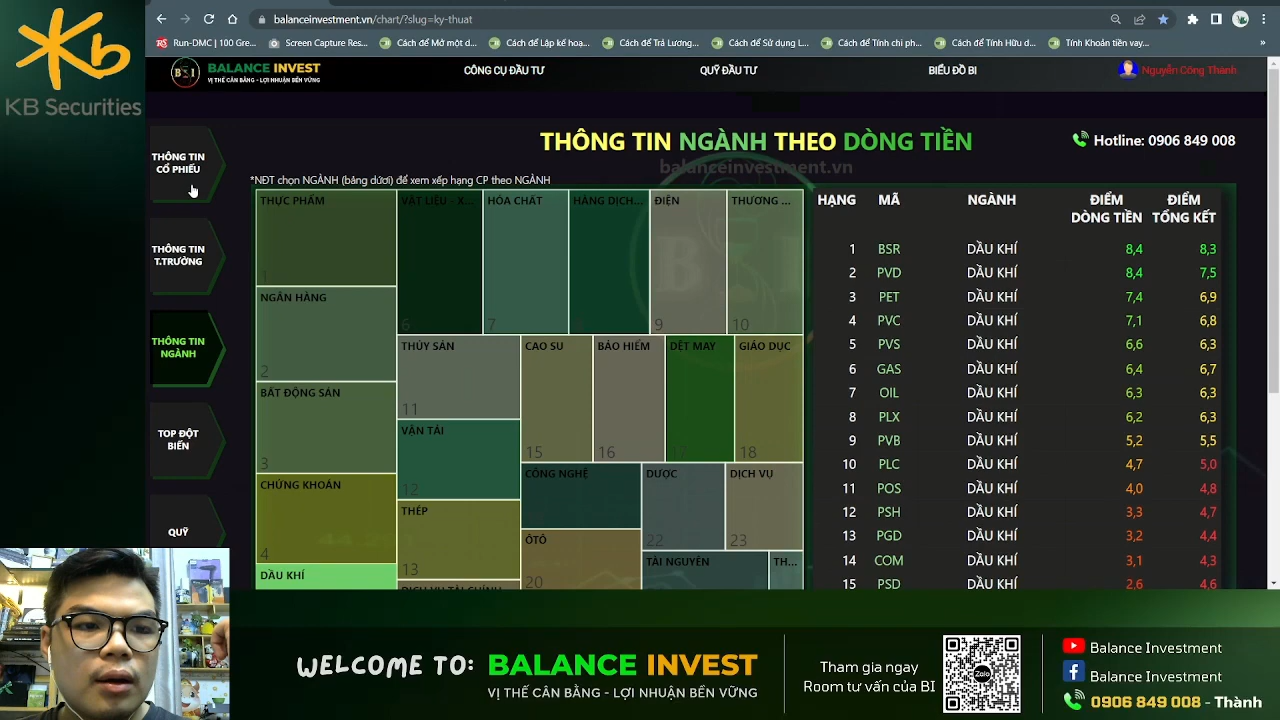 KB Securities
balanceinvestment.vn/chart/?slug=ky-thuat
Run-DMC | 100 Gre...
Screen Capture Res...
Cách để Mở một d...
Cách để Lập kế hoạ...
Cách để Trả Lương...
Cách để Sử dụng L...
Cách để Tính chi ph...
Cách để Tính Hữu d...
Tính Khoản tiền vay...
»
BI
BALANCE INVEST
VỊ THẾ CÂN BẰNG - LỢI NHUẬN BỀN VỮNG
CÔNG CỤ ĐẦU TƯ
QUỸ ĐẦU TƯ
BIỂU ĐỒ BI
Nguyễn Công Thành
THÔNG TIN
CỔ PHIẾU
THÔNG TIN
T.TRƯỜNG
THÔNG TIN
NGÀNH
TOP ĐỘT
BIẾN
QUỸ
THÔNG TIN NGÀNH THEO DÒNG TIỀN
Hotline: 0906 849 008
balanceinvestment.vn
*NĐT chọn NGÀNH (bảng dưới) để xem xếp hạng CP theo NGÀNH
THỰC PHẨM
1
NGÂN HÀNG
2
BẤT ĐỘNG SẢN
3
CHỨNG KHOÁN
4
DẦU KHÍ
VẬT LIỆU - X...
6
HÓA CHẤT
7
HÀNG DỊCH...
ĐIỆN
9
THƯƠNG ...
10
THỦY SẢN
11
VẬN TẢI
12
THÉP
13
DỊCH VỤ TÀI CHÍNH
CAO SU
15
BẢO HIỂM
16
DỆT MAY
17
GIÁO DỤC
18
CÔNG NGHỆ
ÔTÔ
20
DƯỢC
22
DỊCH VỤ
23
TÀI NGUYÊN
TH...
HẠNG MÃ NGÀNH ĐIỂM DÒNG TIỀN ĐIỂM TỔNG KẾT
1 BSR DẦU KHÍ 8,4 8,3
2 PVD DẦU KHÍ 8,4 7,5
3 PET DẦU KHÍ 7,4 6,9
4 PVC DẦU KHÍ 7,1 6,8
5 PVS DẦU KHÍ 6,6 6,3
6 GAS DẦU KHÍ 6,4 6,7
7 OIL DẦU KHÍ 6,3 6,3
8 PLX DẦU KHÍ 6,2 6,3
9 PVB DẦU KHÍ 5,2 5,5
10 PLC DẦU KHÍ 4,7 5,0
11 POS DẦU KHÍ 4,0 4,8
12 PSH DẦU KHÍ 3,3 4,7
13 PGD DẦU KHÍ 3,2 4,4
14 COM DẦU KHÍ 3,1 4,3
15 PSD DẦU KHÍ 2,6 4,6
WELCOME TO: BALANCE INVEST
VỊ THẾ CÂN BẰNG - LỢI NHUẬN BỀN VỮNG
Tham gia ngay
Room tư vấn của BI
Zalo
Balance Investment
Balance Investment
0906 849 008 - Thành